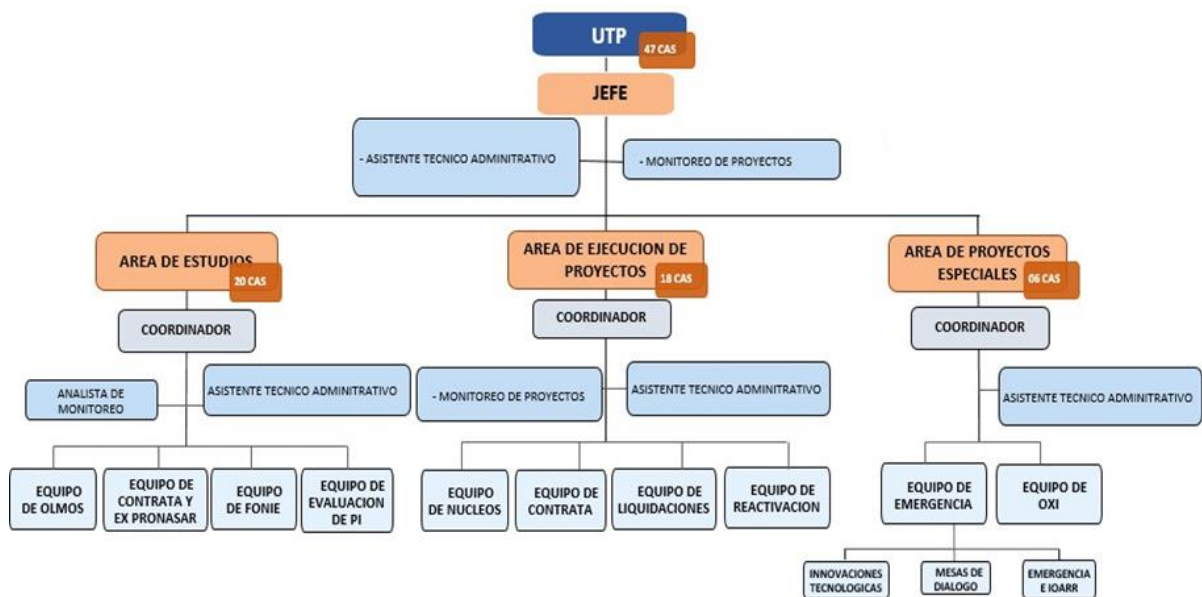 UTP
47 CAS
JEFE
- ASISTENTE TECNICO ADMINITRATIVO
- MONITOREO DE PROYECTOS
AREA DE ESTUDIOS
20 CAS
AREA DE EJECUCION DE
PROYECTOS
18 CAS
AREA DE PROYECTOS
ESPECIALES
06 CAS
COORDINADOR
COORDINADOR
COORDINADOR
ANALISTA DE
MONITOREO
ASISTENTE TECNICO ADMINITRATIVO
- MONITOREO DE PROYECTOS
ASISTENTE TECNICO ADMINITRATIVO
ASISTENTE TECNICO ADMINITRATIVO
EQUIPO
DE OLMOS
EQUIPO DE
CONTRATA Y
EX PRONASAR
EQUIPO
DE FONIE
EQUIPO DE
EVALUACION
DE PI
EQUIPO
DE NUCLEOS
EQUIPO DE
CONTRATA
EQUIPO DE
LIQUIDACIONES
EQUIPO DE
REACTIVACION
EQUIPO DE
EMERGENCIA
EQUIPO DE
OXI
INNOVACIONES
TECNOLOGICAS
MESAS DE
DIALOGO
EMERGENCIA
E IOARR